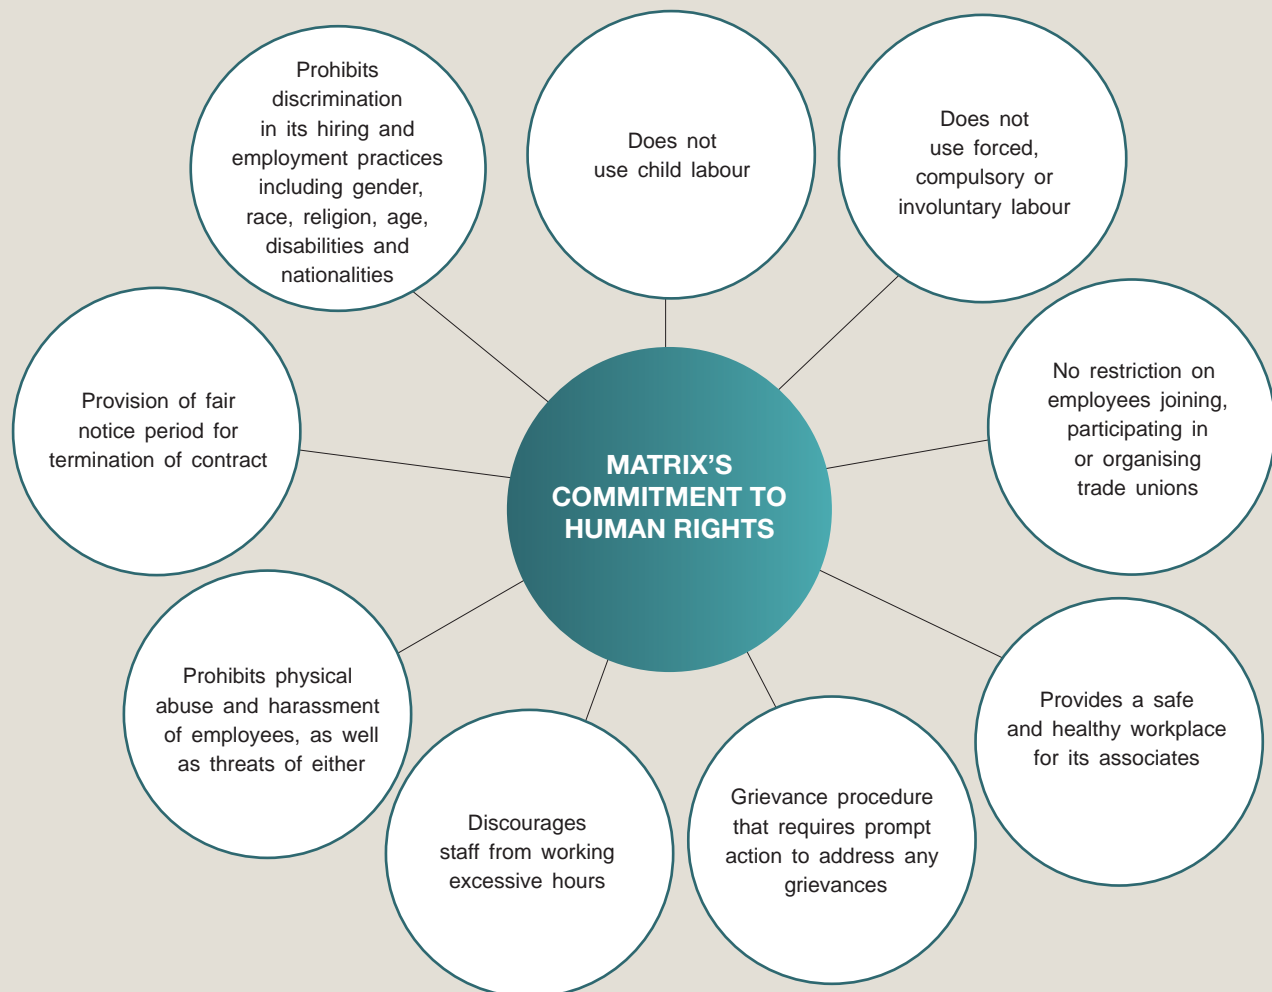 Prohibits
discrimination
in its hiring and
employment practices
including gender,
race, religion, age,
disabilities and
nationalities
Does not
use child labour
Does not
use forced,
compulsory or
involuntary labour
No restriction on
employees joining,
participating in
or organising
trade unions
Provision of fair
notice period for
termination of contract
MATRIX'S
COMMITMENT TO
HUMAN RIGHTS
Prohibits physical
abuse and harassment
of employees, as well
as threats of either
Provides a safe
and healthy workplace
for its associates
Discourages
staff from working
excessive hours
Grievance procedure
that requires prompt
action to address any
grievances